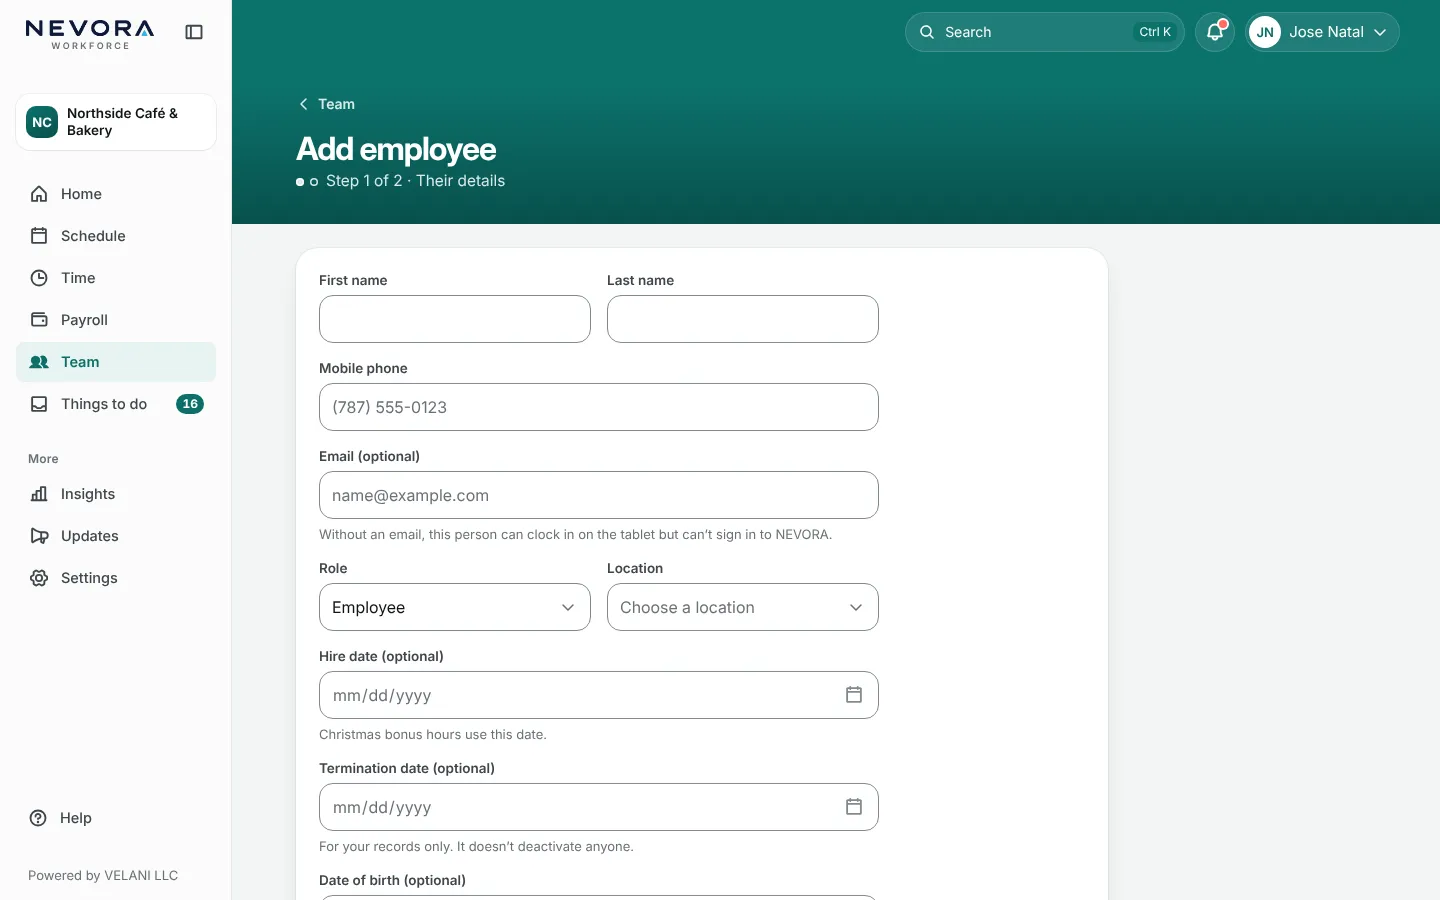 NEVORA
WORKFORCE
Northside Café &
Bakery
NC
Home
Schedule
Time
Payroll
Team
Things to do 16
More
Insights
Updates
Settings
Help
Powered by VELANI LLC
Search Ctrl K
JN Jose Natal
Team
Add employee
Step 1 of 2 · Their details
First name Last name
Mobile phone
(787) 555-0123
Email (optional)
name@example.com
Without an email, this person can clock in on the tablet but can’t sign in to NEVORA.
Role Location
Employee Choose a location
Hire date (optional)
mm/dd/yyyy
Christmas bonus hours use this date.
Termination date (optional)
mm/dd/yyyy
For your records only. It doesn’t deactivate anyone.
Date of birth (optional)